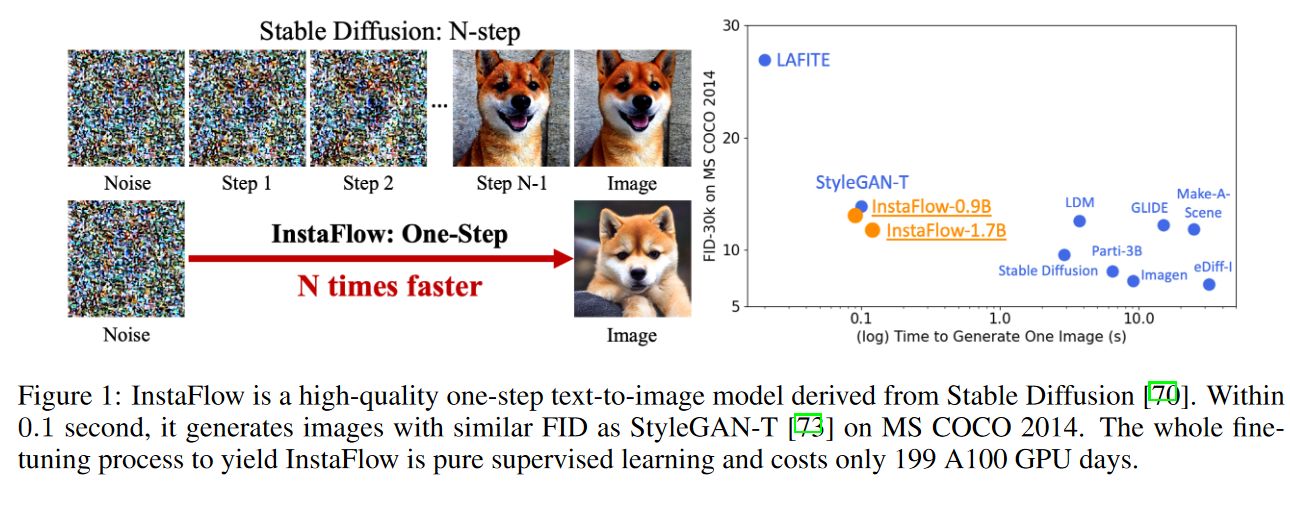 Stable Diffusion: N-step
...
Noise
Step 1
Step 2
Step N-1
Image
InstaFlow: One-Step
N times faster
Noise
Image
30
20
10
5
FID-30k on MS COCO 2014
LAFITE
StyleGAN-T
InstaFlow-0.9B
InstaFlow-1.7B
LDM
GLIDE
Make-A-
Scene
Parti-3B
Stable Diffusion
Imagen
eDiff-I
0.1
1.0
10.0
(log) Time to Generate One Image (s)
Figure 1: InstaFlow is a high-quality one-step text-to-image model derived from Stable Diffusion [70]. Within
0.1 second, it generates images with similar FID as StyleGAN-T [73] on MS COCO 2014. The whole fine-
tuning process to yield InstaFlow is pure supervised learning and costs only 199 A100 GPU days.